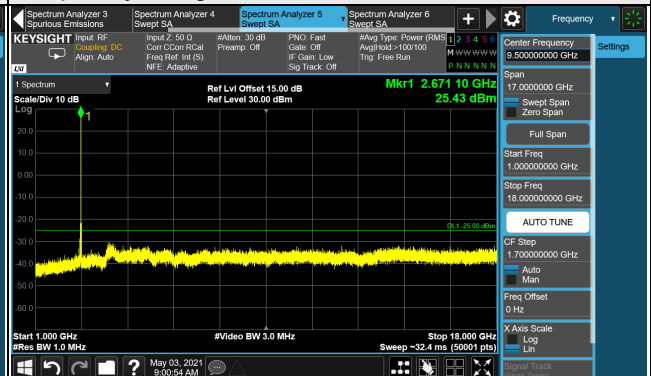 Spectrum Analyzer 3
Spurious Emissions
Spectrum Analyzer 4
Swept SA
Spectrum Analyzer 5
Swept SA
Spectrum Analyzer 6
Swept SA
+
Frequency
KEYSIGHT
Input: RF
Coupling: DC
Align: Auto
Input Z: 50 Ω
Corr CCorr RCal
Freq Ref: Int (S)
NFE: Adaptive
#Atten: 30 dB
Preamp: Off
PNO: Fast
Gate: Off
IF Gain: Low
Sig Track: Off
#Avg Type: Power (RMS
Avg|Hold:>100/100
Trig: Free Run
1 2 3 4 5 6
M W W W W W
P N N N N N
LXI
1 Spectrum
Scale/Div 10 dB
Log
Ref Lvl Offset 15.00 dB
Ref Level 30.00 dBm
Mkr1 2.671 10 GHz
25.43 dBm
1
20.0
10.0
0.00
-10.0
-20.0
-30.0
-40.0
-50.0
-60.0
DL1 -25.00 dBm
Start 1.000 GHz
#Res BW 1.0 MHz
#Video BW 3.0 MHz
Stop 18.000 GHz
Sweep ~32.4 ms (50001 pts)
Center Frequency
9.500000000 GHz
Settings
Span
17.0000000 GHz
Swept Span
Zero Span
Full Span
Start Freq
1.000000000 GHz
Stop Freq
18.000000000 GHz
AUTO TUNE
CF Step
1.700000000 GHz
Auto
Man
Freq Offset
0 Hz
X Axis Scale
Log
Lin
Signal Track
(Span Zoom)
?
May 03, 2021
9:00:54 AM